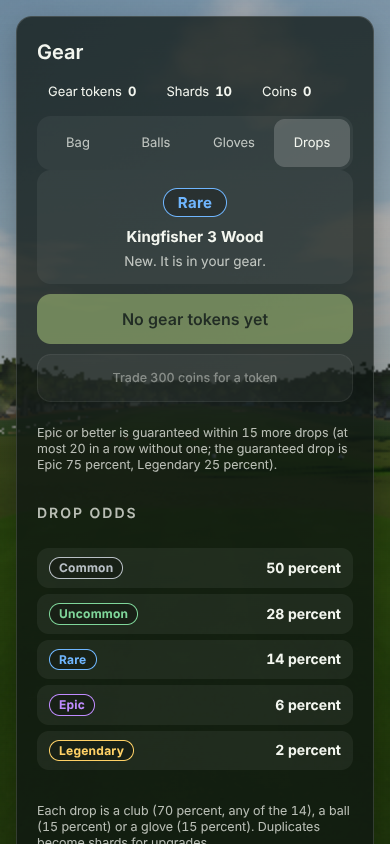 Gear
Gear tokens 0 Shards 10 Coins 0
Bag Balls Gloves Drops
Rare
Kingfisher 3 Wood
New. It is in your gear.
No gear tokens yet
Trade 300 coins for a token
Epic or better is guaranteed within 15 more drops (at
most 20 in a row without one; the guaranteed drop is
Epic 75 percent, Legendary 25 percent).
DROP ODDS
Common 50 percent
Uncommon 28 percent
Rare 14 percent
Epic 6 percent
Legendary 2 percent
Each drop is a club (70 percent, any of the 14), a ball
(15 percent) or a glove (15 percent). Duplicates
become shards for upgrades.